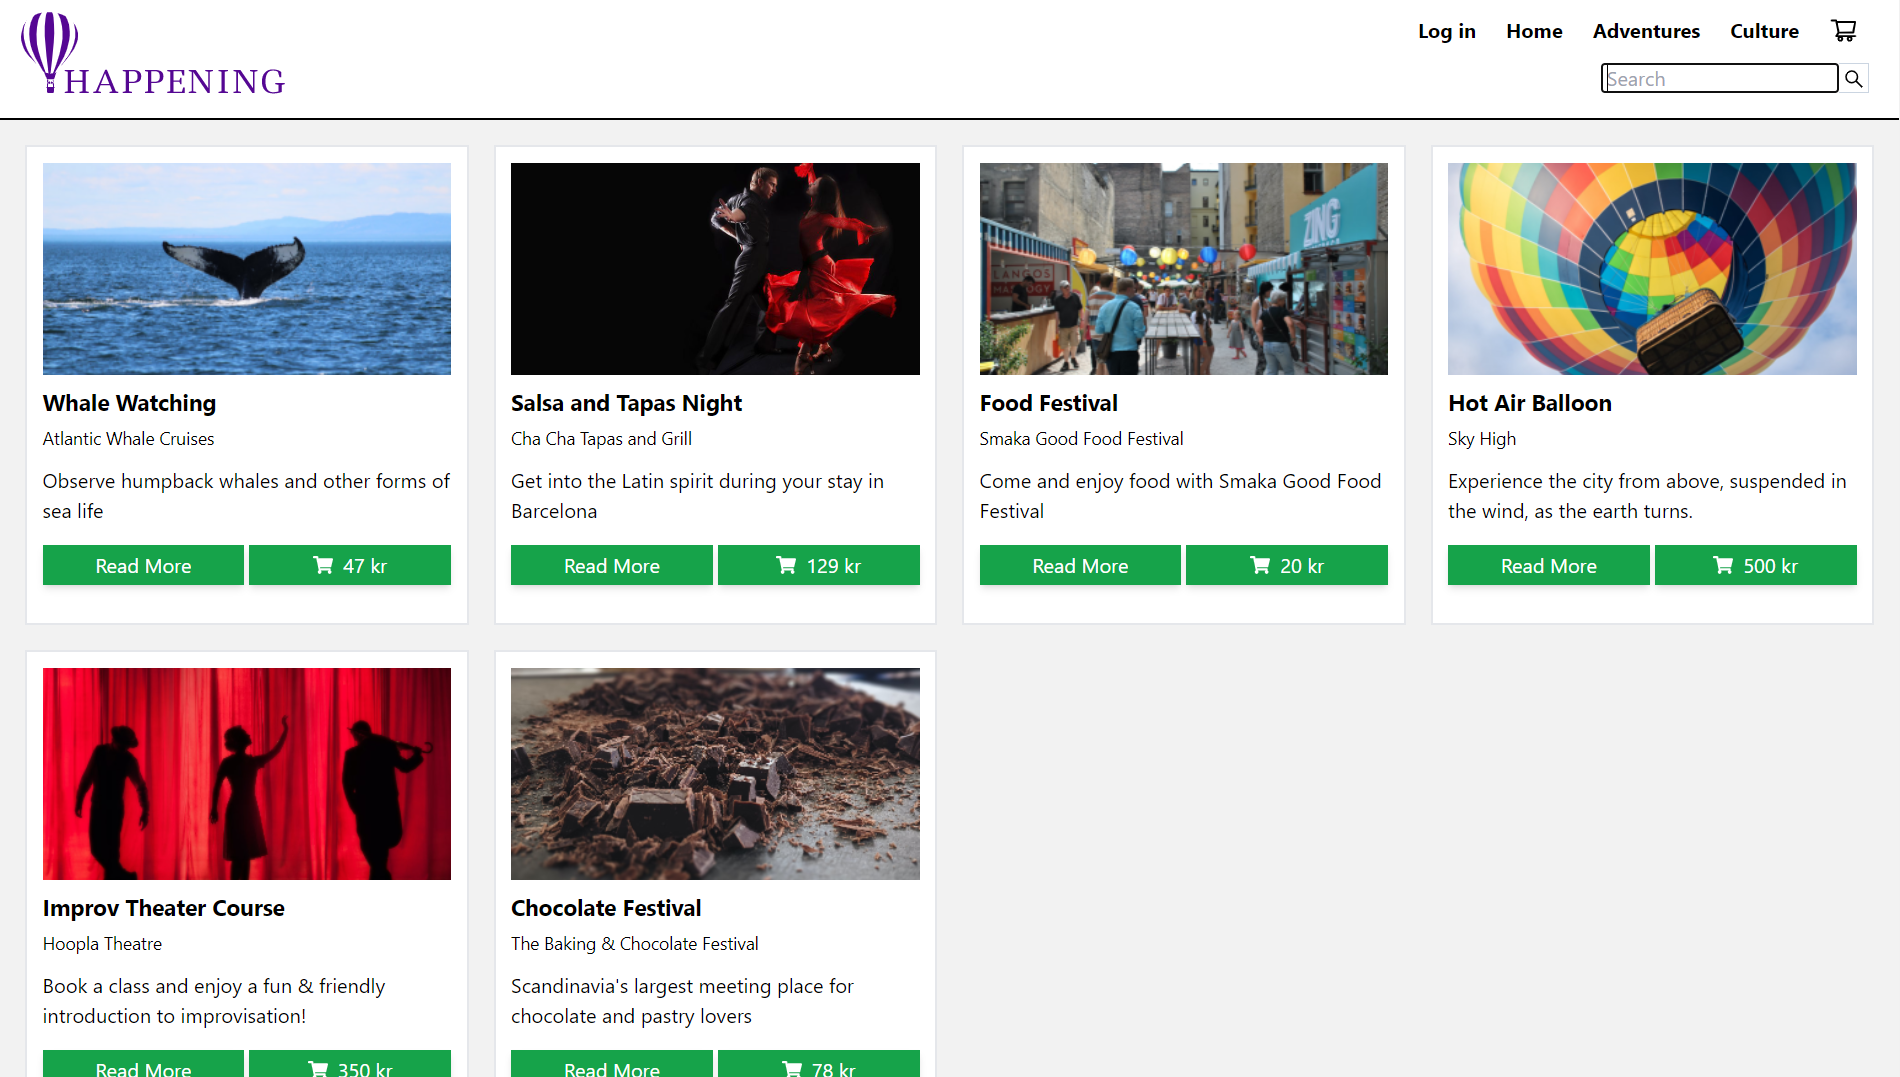 HAPPENING
Log in Home Adventures Culture
Search
ZING
LANGOS
Whale Watching
Atlantic Whale Cruises
Observe humpback whales and other forms of
sea life
Read More 47 kr
Salsa and Tapas Night
Cha Cha Tapas and Grill
Get into the Latin spirit during your stay in
Barcelona
Read More 129 kr
Food Festival
Smaka Good Food Festival
Come and enjoy food with Smaka Good Food
Festival
Read More 20 kr
Hot Air Balloon
Sky High
Experience the city from above, suspended in
the wind, as the earth turns.
Read More 500 kr
Improv Theater Course
Hoopla Theatre
Book a class and enjoy a fun & friendly
introduction to improvisation!
Read More 350 kr
Chocolate Festival
The Baking & Chocolate Festival
Scandinavia's largest meeting place for
chocolate and pastry lovers
Read More 78 kr